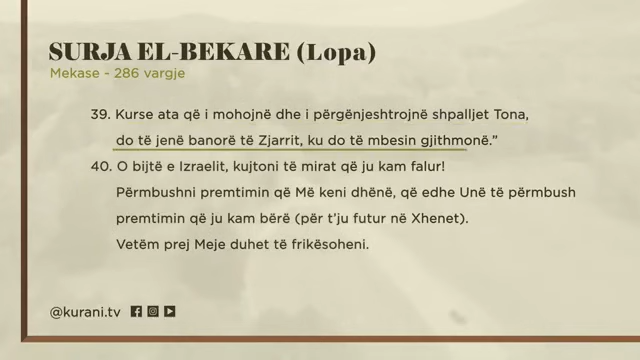 SURJA EL-BEKARE (Lopa)
Mekase - 286 vargje
39. Kurse ata që i mohojnë dhe i përgënjeshtrojnë shpalljet Tona,
do të jenë banorë të Zjarrit, ku do të mbesin gjithmonë.”
40. O bijtë e Izraelit, kujtoni të mirat që ju kam falur!
Përmbushni premtimin që Më keni dhënë, që edhe Unë të përmbush
premtimin që ju kam bërë (për t’ju futur në Xhenet).
Vetëm prej Meje duhet të frikësoheni.
@kurani.tv